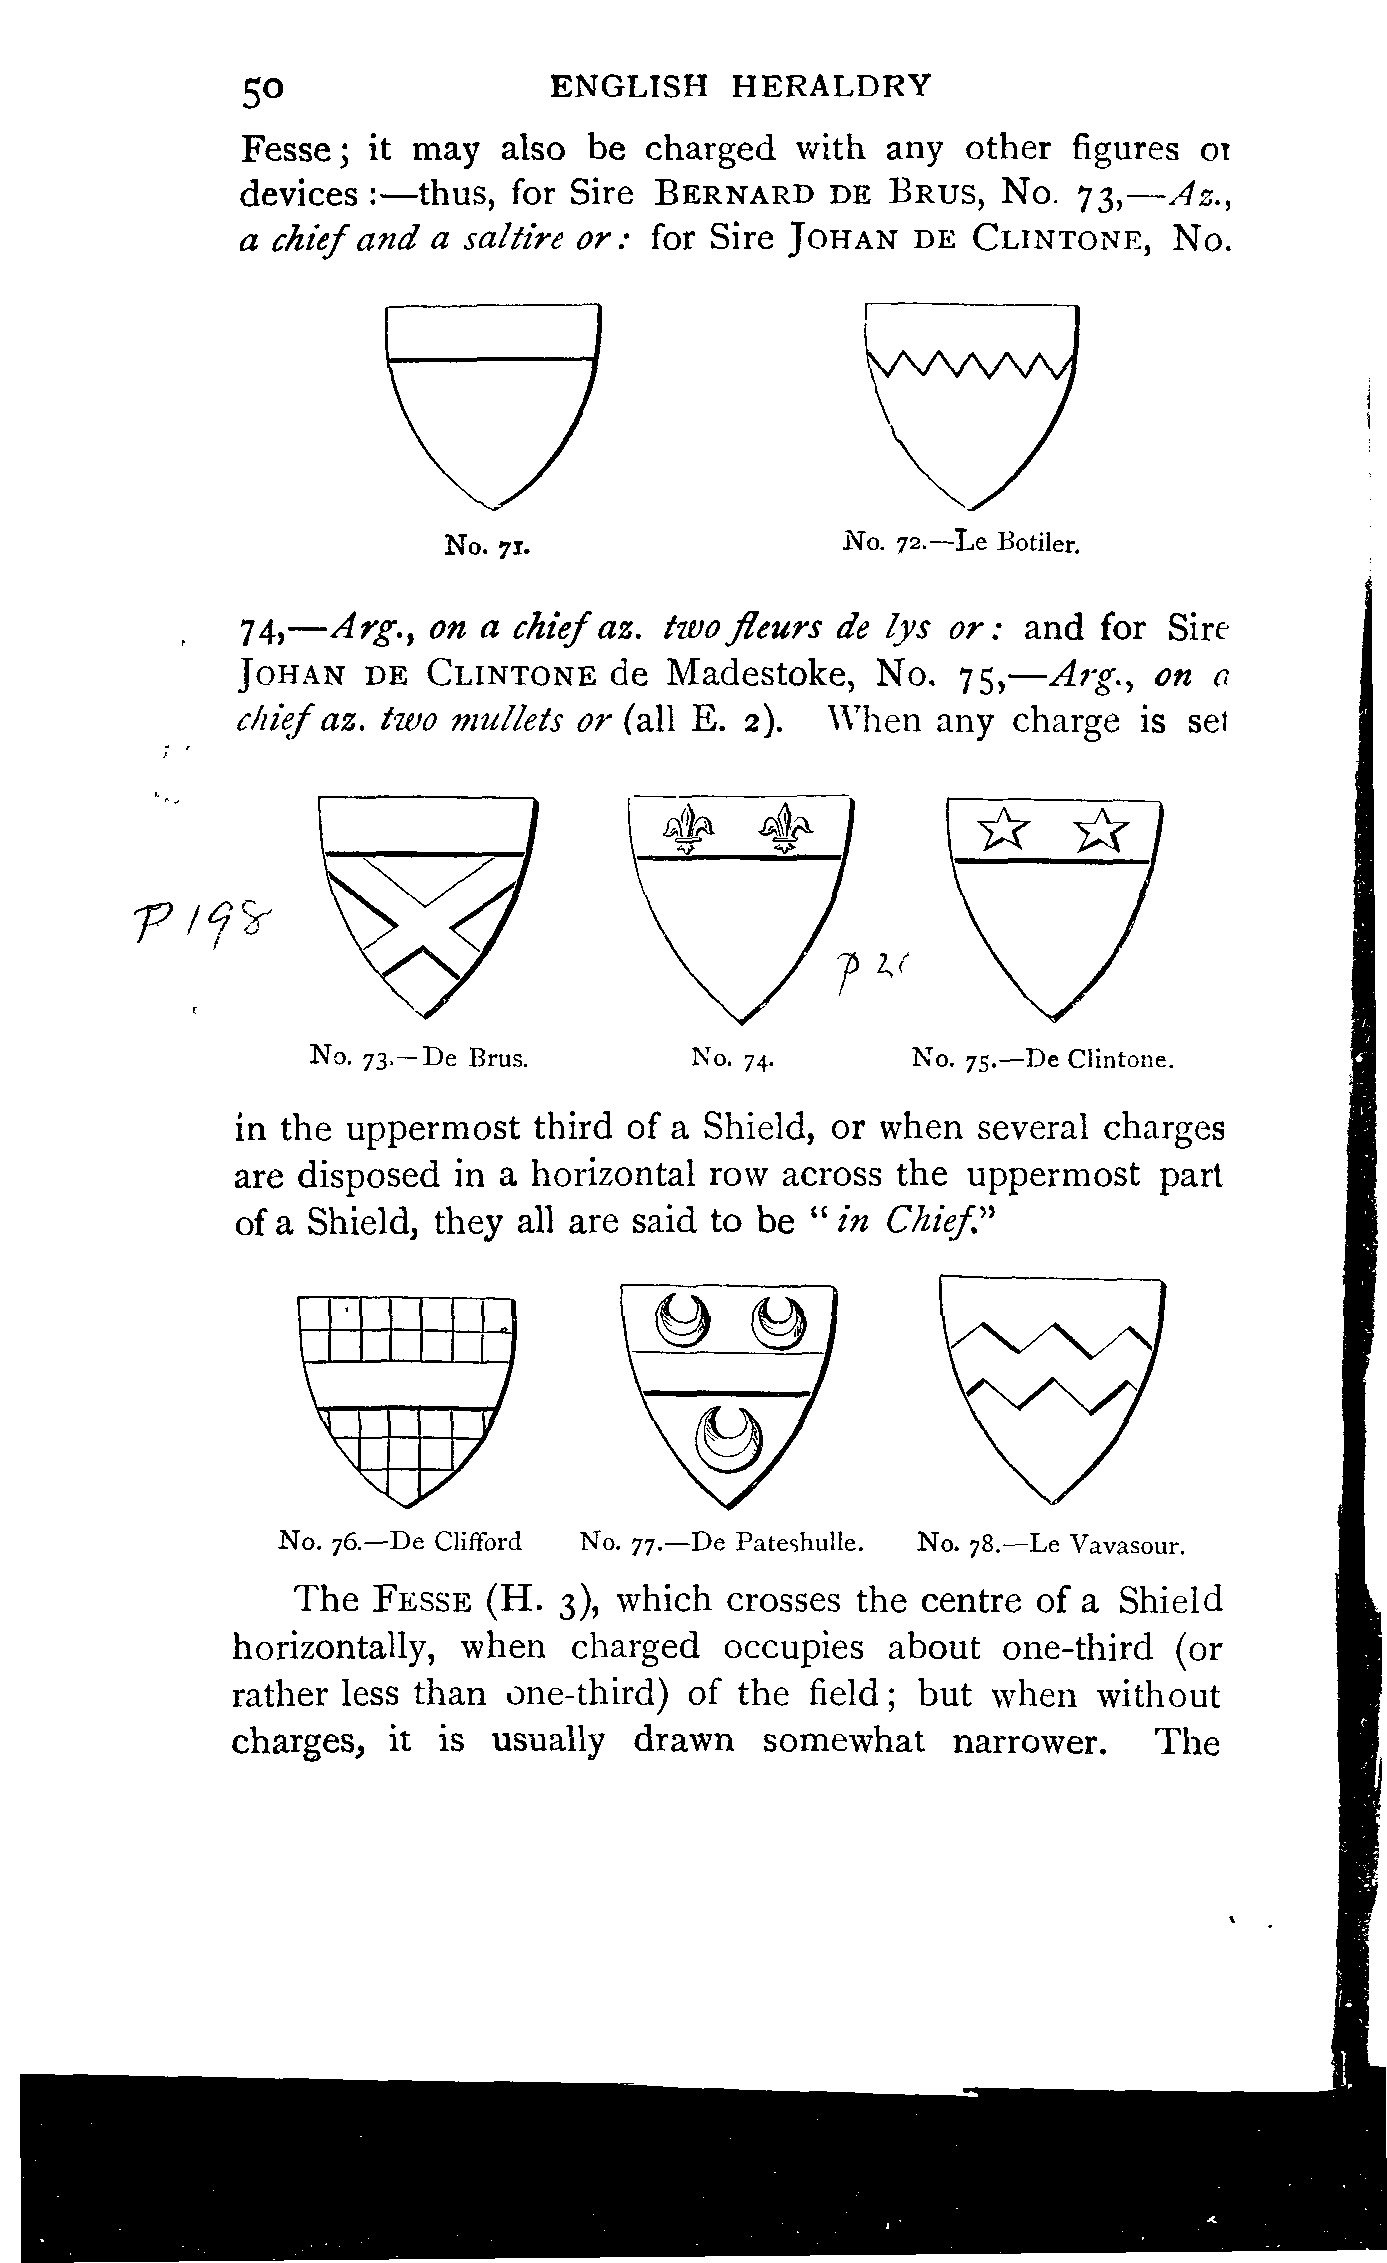 50 ENGLISH HERALDRY
Fesse; it may also be charged with any other figures or
devices :—thus, for Sire BERNARD DE BRUS, No. 73,—Az.,
a chief and a saltire or: for Sire JOHAN DE CLINTONE, No.
No. 71.
No. 72.—Le Botiler.
74,—Arg., on a chief az. two fleurs de lys or: and for Sire
JOHAN DE CLINTONE de Madestoke, No. 75,—Arg., on a
chief az. two mullets or (all E. 2). When any charge is set
P 198
No. 73.—De Brus.
No. 74.
No. 75.—De Clintone.
in the uppermost third of a Shield, or when several charges
are disposed in a horizontal row across the uppermost part
of a Shield, they all are said to be "in Chief."
No. 76.—De Clifford
No. 77.—De Pateshulle.
No. 78.—Le Vavasour.
The FESSE (H. 3), which crosses the centre of a Shield
horizontally, when charged occupies about one-third (or
rather less than one-third) of the field; but when without
charges, it is usually drawn somewhat narrower. The